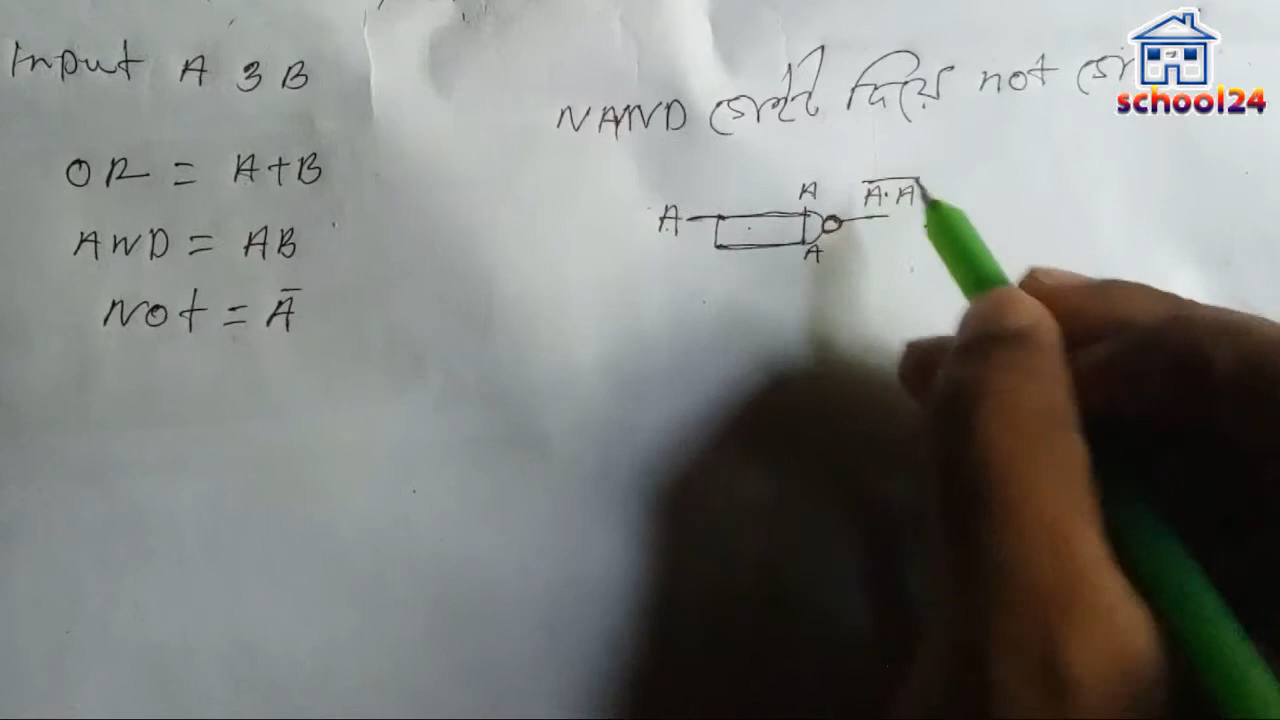 Input A ও B
OR = A+B
AND = AB
Not = A̅
NAND গেইট দিয়ে not গে
A
A
A
A̅·̅A̅
school24